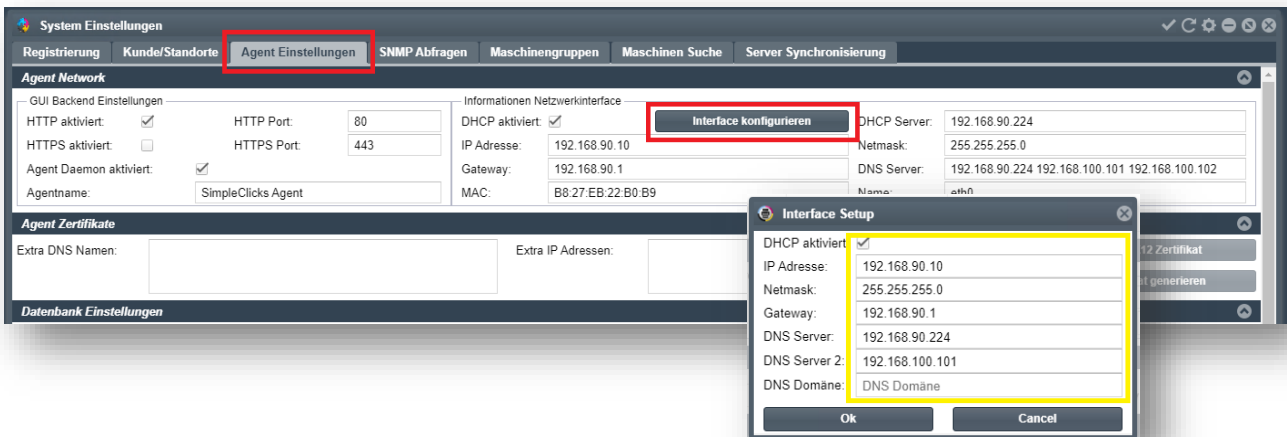 System Einstellungen
Registrierung Kunde/Standorte Agent Einstellungen SNMP Abfragen Maschinengruppen Maschinen Suche Server Synchronisierung
Agent Network
GUI Backend Einstellungen
HTTP aktiviert: HTTP Port: 80
HTTPS aktiviert: HTTPS Port: 443
Agent Daemon aktiviert:
Agentname: SimpleClicks Agent
Informationen Netzwerkinterface
DHCP aktiviert: Interface konfigurieren DHCP Server: 192.168.90.224
IP Adresse: 192.168.90.10 Netmask: 255.255.255.0
Gateway: 192.168.90.1 DNS Server: 192.168.90.224 192.168.100.101 192.168.100.102
MAC: B8:27:EB:22:B0:B9 Name: eth0
Agent Zertifikate
Extra DNS Namen: Extra IP Adressen: 12 Zertifikat
generieren
Datenbank Einstellungen
Interface Setup
DHCP aktiviert
IP Adresse: 192.168.90.10
Netmask: 255.255.255.0
Gateway: 192.168.90.1
DNS Server: 192.168.90.224
DNS Server 2: 192.168.100.101
DNS Domäne: DNS Domäne
Ok Cancel